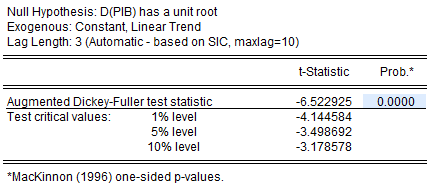 Null Hypothesis: D(PIB) has a unit root
Exogenous: Constant, Linear Trend
Lag Length: 3 (Automatic - based on SIC, maxlag=10)
t-Statistic Prob.*
Augmented Dickey-Fuller test statistic -6.522925 0.0000
Test critical values: 1% level -4.144584
5% level -3.498692
10% level -3.178578
*MacKinnon (1996) one-sided p-values.